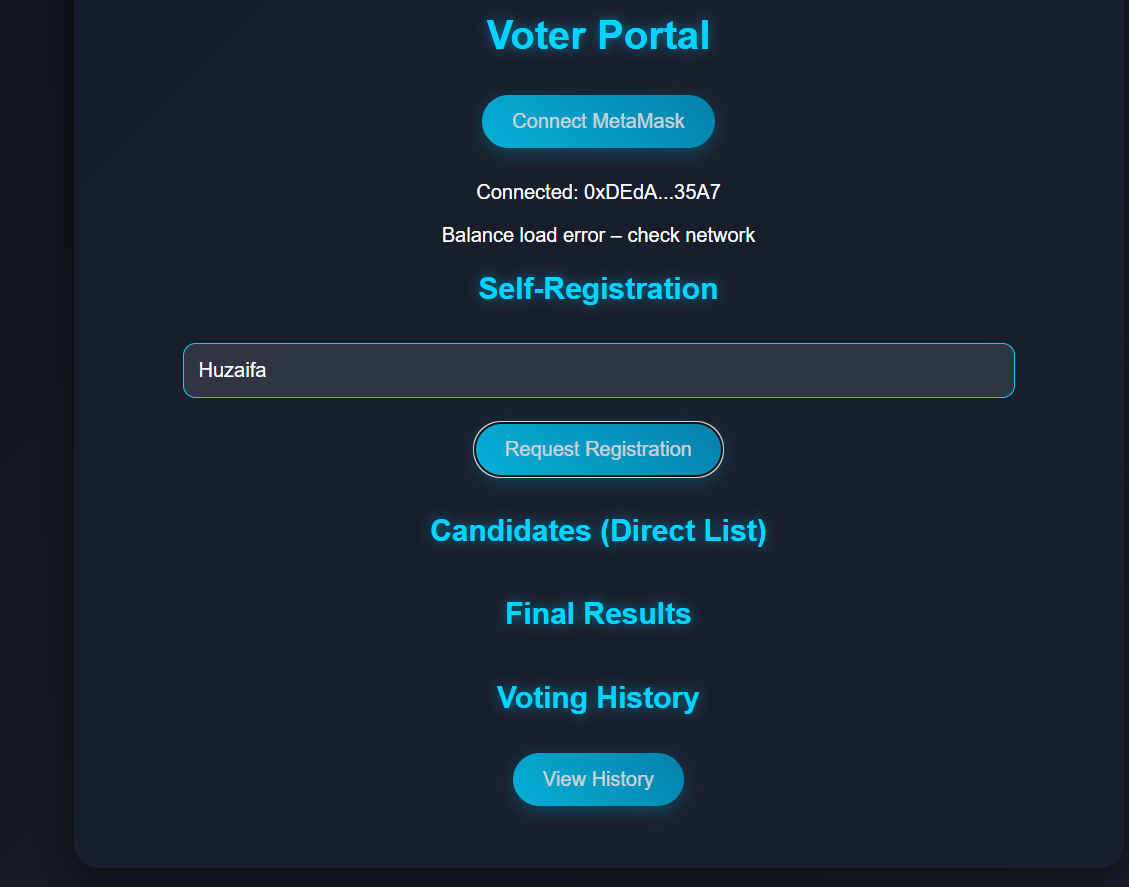 Voter Portal
Connect MetaMask
Connected: 0xDEdA...35A7
Balance load error – check network
Self-Registration
Huzaifa
Request Registration
Candidates (Direct List)
Final Results
Voting History
View History